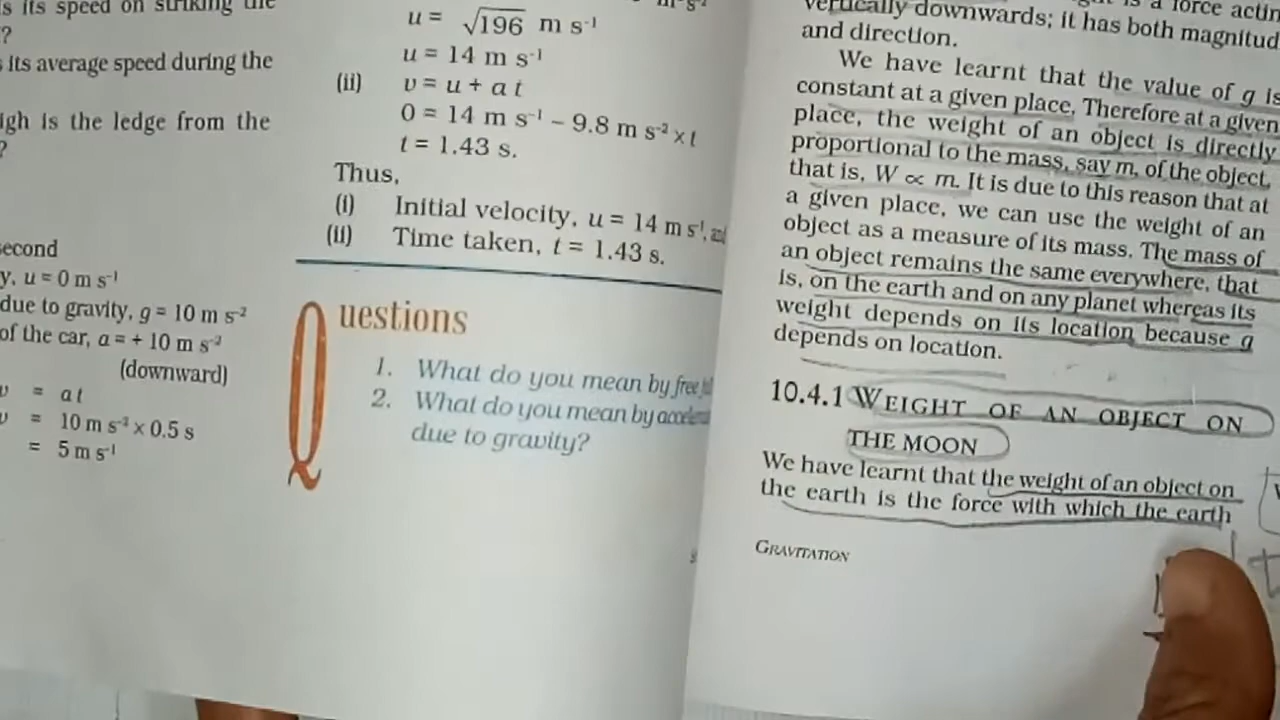 s its speed on striking the
?
its average speed during the
igh is the ledge from the
?
second
y, u = 0 m s⁻¹
due to gravity, g = 10 m s⁻²
of the car, a = + 10 m s⁻²
(downward)
v = a t
v = 10 m s⁻² × 0.5 s
= 5 m s⁻¹
u = √196 m s⁻¹
u = 14 m s⁻¹
(ii) v = u + a t
0 = 14 m s⁻¹ – 9.8 m s⁻² × t
t = 1.43 s.
Thus,
(i) Initial velocity, u = 14 m s⁻¹,
(ii) Time taken, t = 1.43 s.
Questions
1. What do you mean by free
2. What do you mean by
due to gravity?
is a force
vertically downwards; it has both
and direction.
We have learnt that the value of g is
constant at a given place. Therefore at a given
place, the weight of an object is directly
proportional to the mass, say m, of the object,
that is, W ∝ m. It is due to this reason that at
a given place, we can use the weight of an
object as a measure of its mass. The mass of
an object remains the same everywhere, that
is, on the earth and on any planet whereas its
weight depends on its location because g
depends on location.
10.4.1 WEIGHT OF AN OBJECT ON
THE MOON
We have learnt that the weight of an object on
the earth is the force with which the earth
GRAVITATION